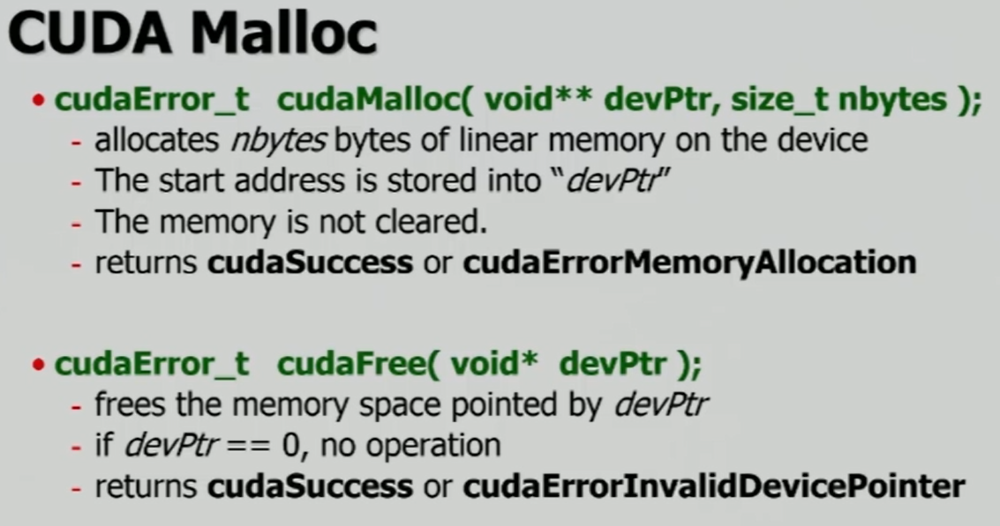 CUDA Malloc
• cudaError_t cudaMalloc( void** devPtr, size_t nbytes );
- allocates nbytes bytes of linear memory on the device
- The start address is stored into “devPtr”
- The memory is not cleared.
- returns cudaSuccess or cudaErrorMemoryAllocation
• cudaError_t cudaFree( void* devPtr );
- frees the memory space pointed by devPtr
- if devPtr == 0, no operation
- returns cudaSuccess or cudaErrorInvalidDevicePointer